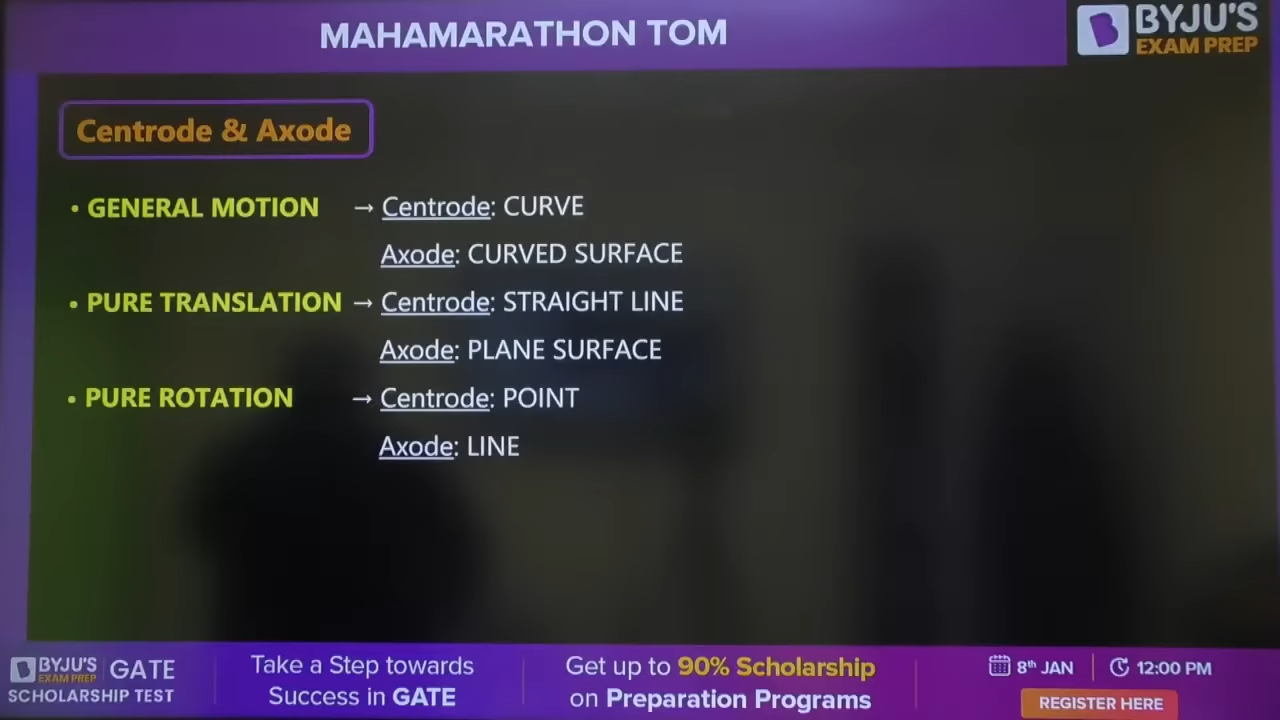 MAHAMARATHON TOM
BYJU'S
EXAM PREP
Centrode & Axode
• GENERAL MOTION → Centrode: CURVE
Axode: CURVED SURFACE
• PURE TRANSLATION → Centrode: STRAIGHT LINE
Axode: PLANE SURFACE
• PURE ROTATION → Centrode: POINT
Axode: LINE
BYJU'S
EXAM PREP
GATE
SCHOLARSHIP TEST
Take a Step towards
Success in GATE
Get up to 90% Scholarship
on Preparation Programs
8th JAN
12:00 PM
REGISTER HERE